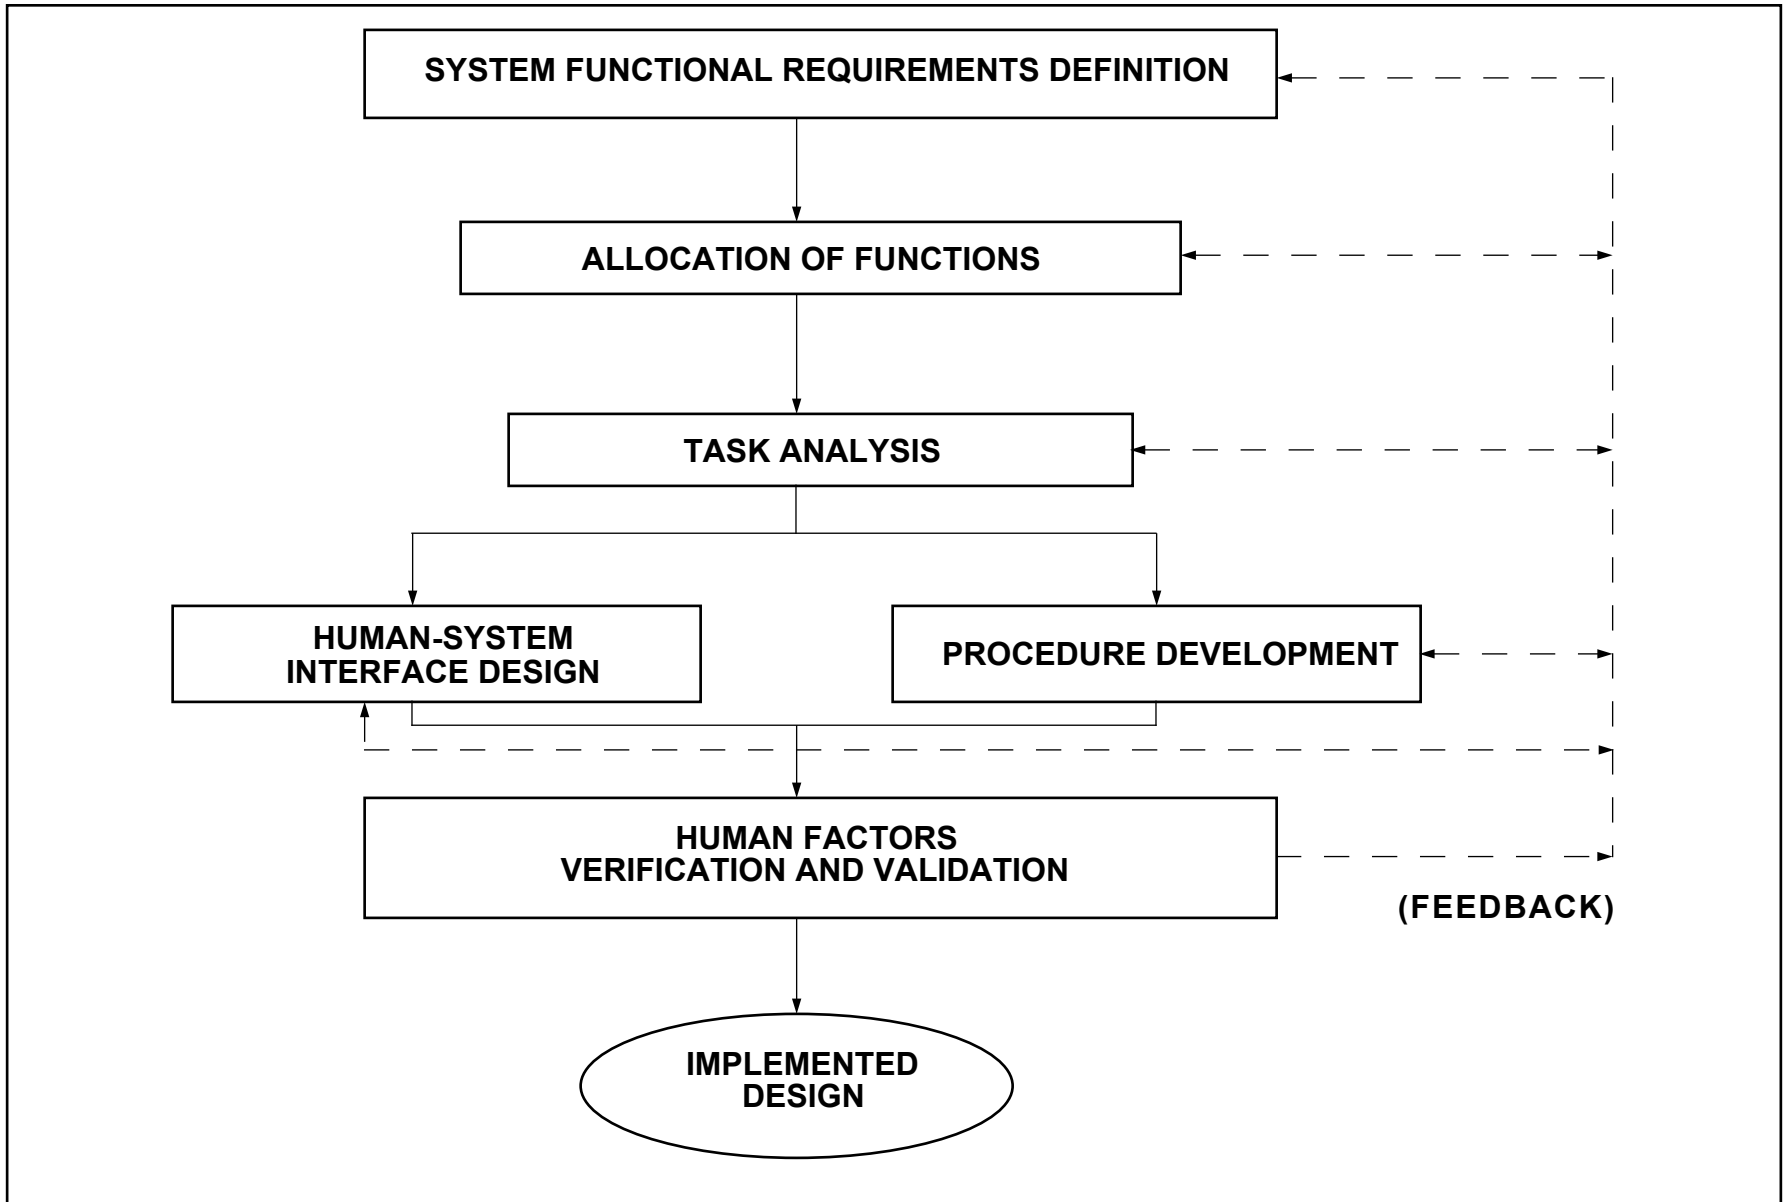 SYSTEM FUNCTIONAL REQUIREMENTS DEFINITION
ALLOCATION OF FUNCTIONS
TASK ANALYSIS
HUMAN-SYSTEM
INTERFACE DESIGN
PROCEDURE DEVELOPMENT
HUMAN FACTORS
VERIFICATION AND VALIDATION
(FEEDBACK)
IMPLEMENTED
DESIGN